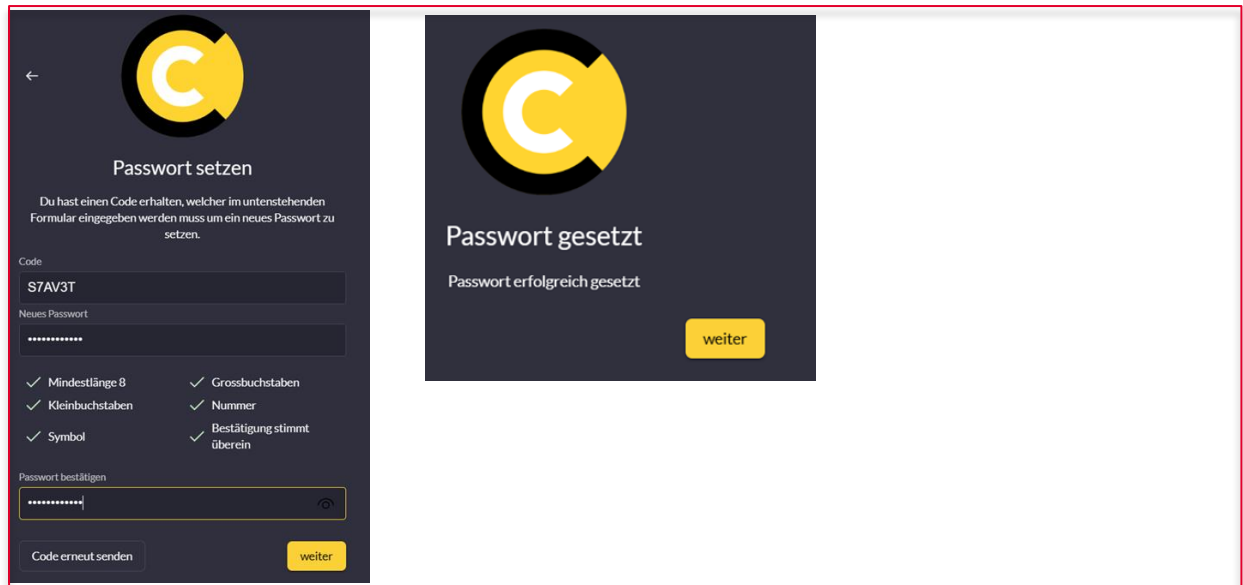 C
Passwort setzen
Du hast einen Code erhalten, welcher im untenstehenden
Formular eingegeben werden muss um ein neues Passwort zu
setzen.
Code
S7AV3T
Neues Passwort
••••••••••••
Mindestlänge 8
Grossbuchstaben
Kleinbuchstaben
Nummer
Symbol
Bestätigung stimmt
überein
Passwort bestätigen
••••••••••••
Code erneut senden
weiter
C
Passwort gesetzt
Passwort erfolgreich gesetzt
weiter